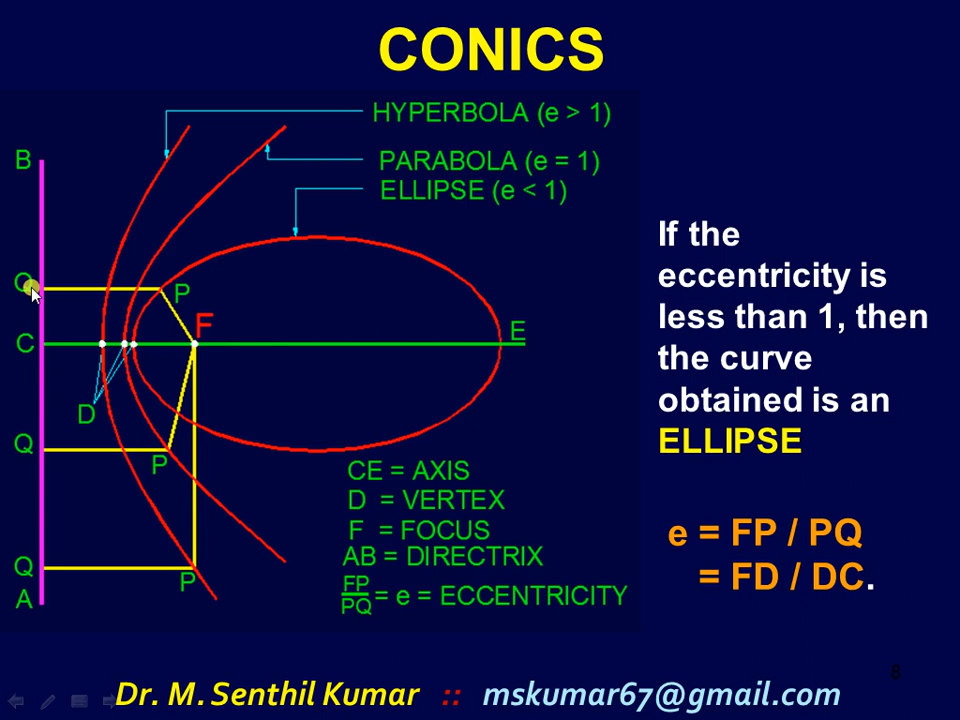 CONICS
HYPERBOLA (e > 1)
B
PARABOLA (e = 1)
ELLIPSE (e < 1)
If the
eccentricity is
less than 1, then
the curve
obtained is an
ELLIPSE
Q
P
F
C
E
D
Q
P
CE = AXIS
D = VERTEX
F = FOCUS
AB = DIRECTRIX
FP
PQ = e = ECCENTRICITY
Q
P
A
e = FP / PQ
= FD / DC.
8
Dr. M. Senthil Kumar :: mskumar67@gmail.com